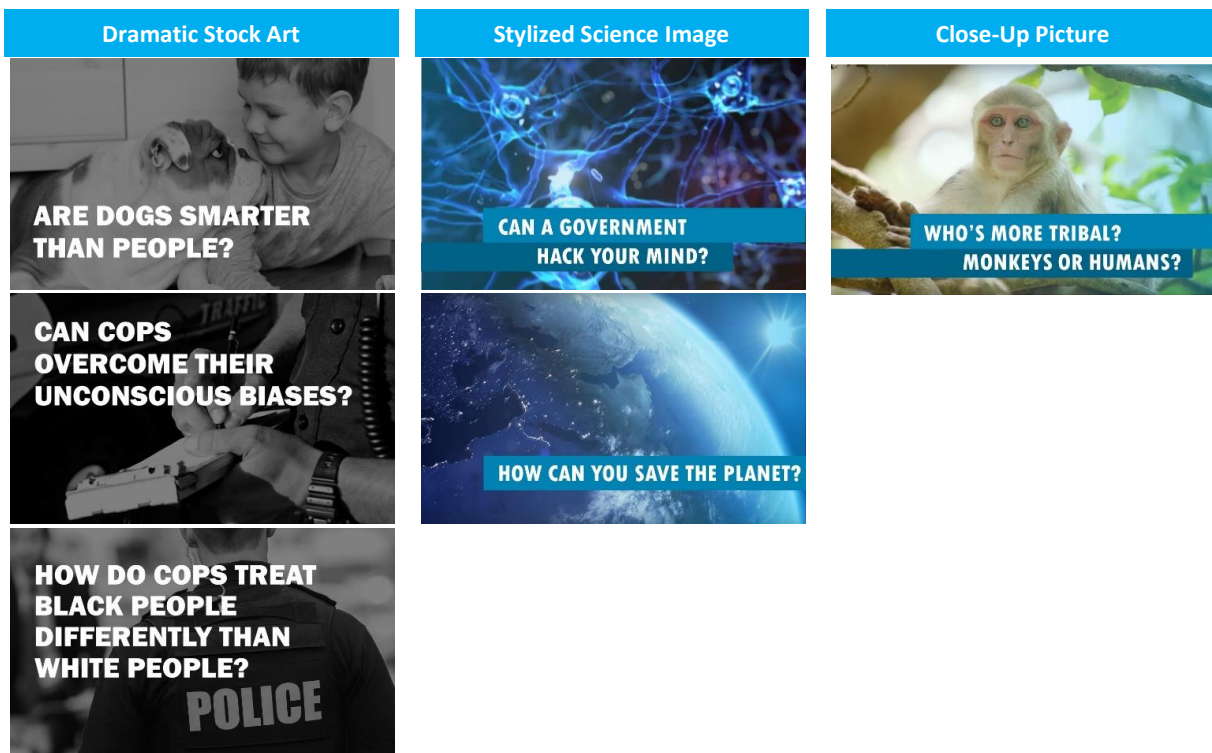 Dramatic Stock Art
Stylized Science Image
Close-Up Picture
ARE DOGS SMARTER
THAN PEOPLE?
TRAFFIC
CAN COPS
OVERCOME THEIR
UNCONSCIOUS BIASES?
HOW DO COPS TREAT
BLACK PEOPLE
DIFFERENTLY THAN
WHITE PEOPLE?
POLICE
CAN A GOVERNMENT
HACK YOUR MIND?
HOW CAN YOU SAVE THE PLANET?
WHO'S MORE TRIBAL?
MONKEYS OR HUMANS?